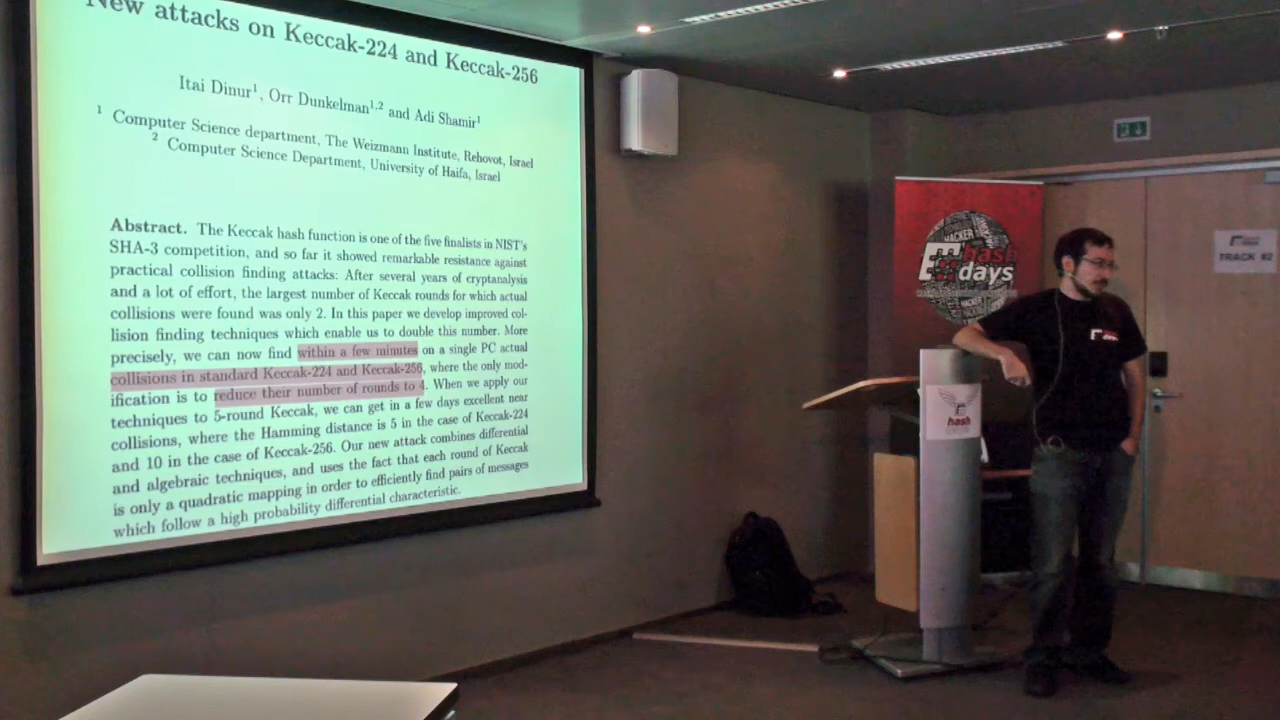 New attacks on Keccak-224 and Keccak-256
Itai Dinur1, Orr Dunkelman1,2 and Adi Shamir1
1 Computer Science department, The Weizmann Institute, Rehovot, Israel
2 Computer Science Department, University of Haifa, Israel
Abstract. The Keccak hash function is one of the five finalists in NIST's
SHA-3 competition, and so far it showed remarkable resistance against
practical collision finding attacks: After several years of cryptanalysis
and a lot of effort, the largest number of Keccak rounds for which actual
collisions were found was only 2. In this paper we develop improved col-
lision finding techniques which enable us to double this number. More
precisely, we can now find within a few minutes on a single PC actual
collisions in standard Keccak-224 and Keccak-256, where the only mod-
ification is to reduce their number of rounds to 4. When we apply our
techniques to 5-round Keccak, we can get in a few days excellent near
collisions, where the Hamming distance is 5 in the case of Keccak-224
and 10 in the case of Keccak-256. Our new attack combines differential
and algebraic techniques, and uses the fact that each round of Keccak
is only a quadratic mapping in order to efficiently find pairs of messages
which follow a high probability differential characteristic.
HACKER
hash
days
TRACK #2
hash